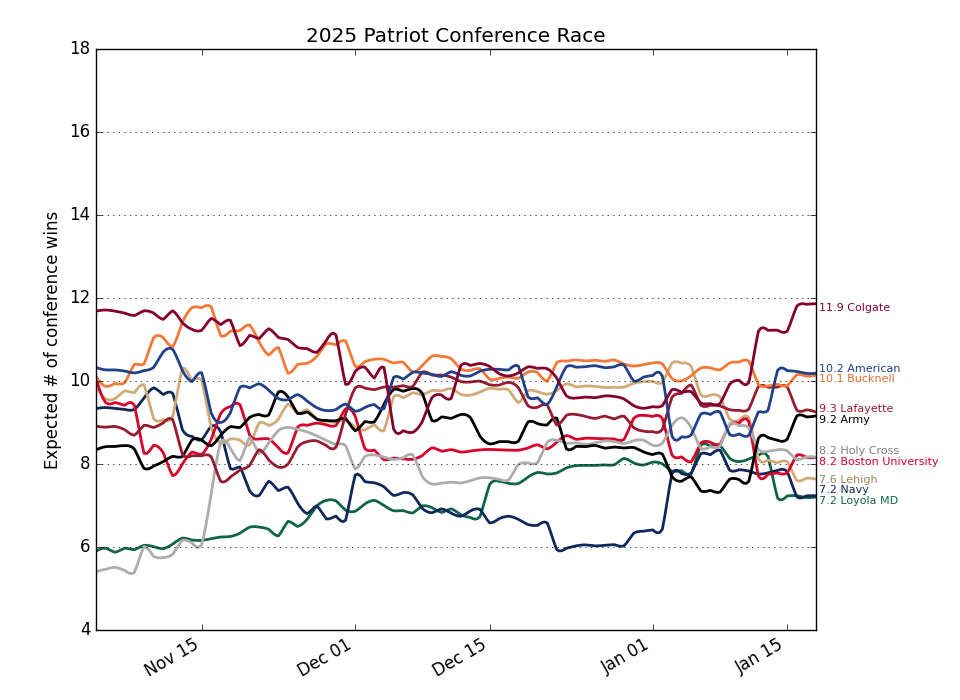 2025 Patriot Conference Race
Expected # of conference wins
18
16
14
12
10
8
6
4
Nov 15
Dec 01
Dec 15
Jan 01
Jan 15
11.9 Colgate
10.2 American
10.1 Bucknell
9.3 Lafayette
9.2 Army
8.2 Holy Cross
8.2 Boston University
7.6 Lehigh
7.2 Navy
7.2 Loyola MD